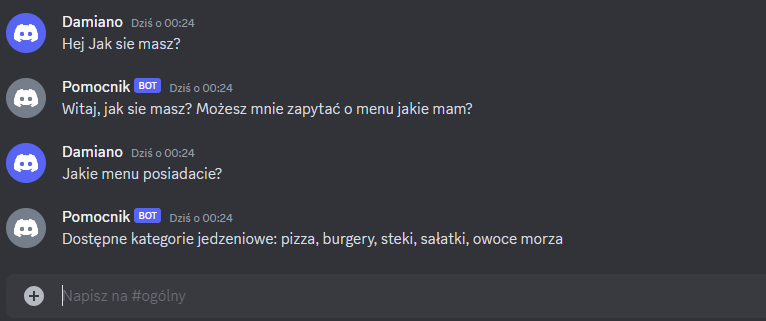 Damiano Dziś o 00:24
Hej Jak sie masz?
Pomocnik BOT Dziś o 00:24
Witaj, jak sie masz? Możesz mnie zapytać o menu jakie mam?
Damiano Dziś o 00:24
Jakie menu posiadacie?
Pomocnik BOT Dziś o 00:24
Dostępne kategorie jedzeniowe: pizza, burgery, steki, sałatki, owoce morza
Napisz na #ogólny